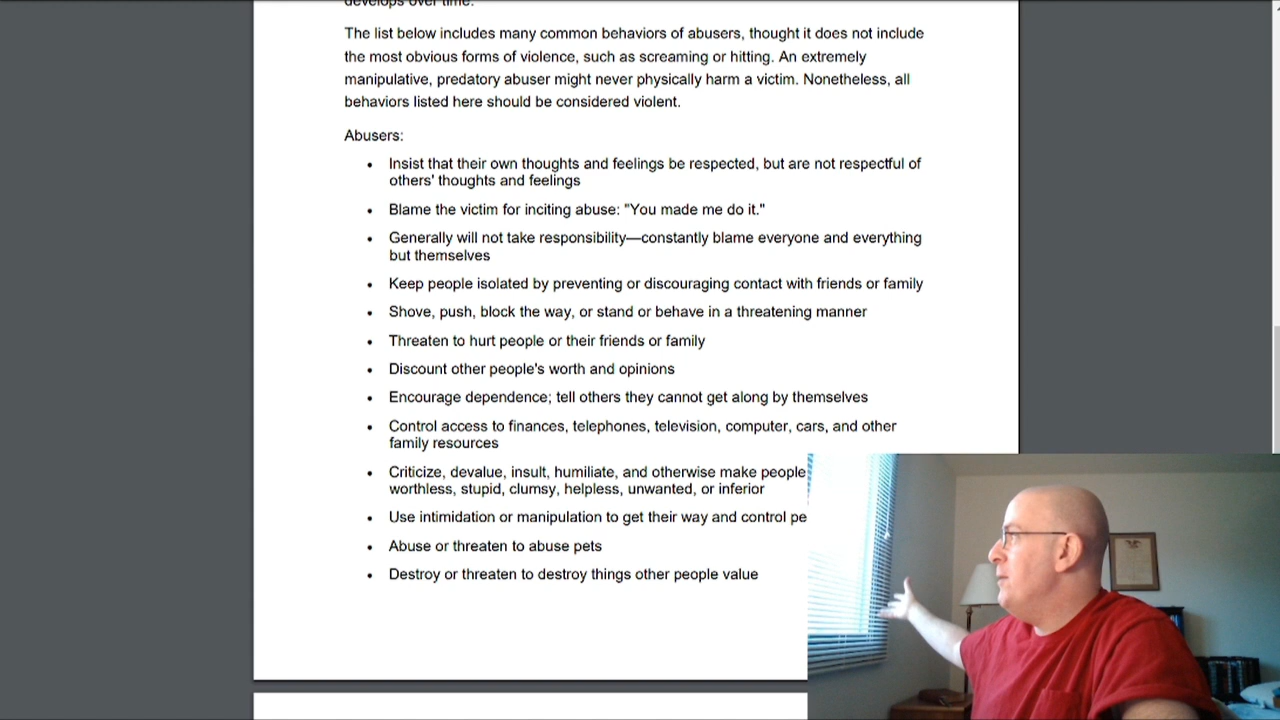 develops over time.
The list below includes many common behaviors of abusers, thought it does not include
the most obvious forms of violence, such as screaming or hitting. An extremely
manipulative, predatory abuser might never physically harm a victim. Nonetheless, all
behaviors listed here should be considered violent.
Abusers:
• Insist that their own thoughts and feelings be respected, but are not respectful of
others' thoughts and feelings
• Blame the victim for inciting abuse: "You made me do it."
• Generally will not take responsibility—constantly blame everyone and everything
but themselves
• Keep people isolated by preventing or discouraging contact with friends or family
• Shove, push, block the way, or stand or behave in a threatening manner
• Threaten to hurt people or their friends or family
• Discount other people's worth and opinions
• Encourage dependence; tell others they cannot get along by themselves
• Control access to finances, telephones, television, computer, cars, and other
family resources
• Criticize, devalue, insult, humiliate, and otherwise make people
worthless, stupid, clumsy, helpless, unwanted, or inferior
• Use intimidation or manipulation to get their way and control pe
• Abuse or threaten to abuse pets
• Destroy or threaten to destroy things other people value